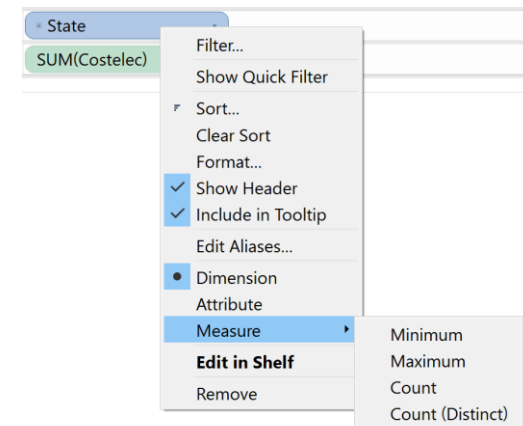 State
SUM(Costelec)
Filter...
Show Quick Filter
Sort...
Clear Sort
Format...
Show Header
Include in Tooltip
Edit Aliases...
Dimension
Attribute
Measure
Edit in Shelf
Remove
Minimum
Maximum
Count
Count (Distinct)